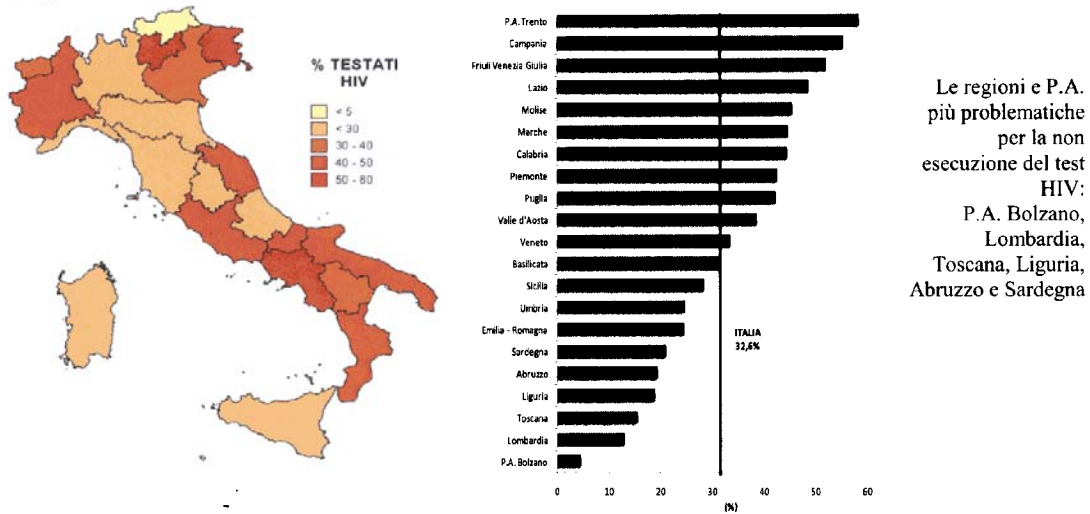 % TESTATI
HIV
< 5
< 30
30 - 40
40 - 50
50 - 60
P.A. Trento
Campania
Friuli Venezia Giulia
Lazio
Molise
Marche
Calabria
Piemonte
Puglia
Valle d'Aosta
Veneto
Basilicata
Sicilia
Umbria
Emilia - Romagna
Sardegna
Abruzzo
Liguria
Toscana
Lombardia
P.A. Bolzano
ITALIA
32,6%
0 10 20 30 40 50 60
(%)
Le regioni e P.A.
più problematiche
per la non
esecuzione del test
HIV:
P.A. Bolzano,
Lombardia,
Toscana, Liguria,
Abruzzo e Sardegna